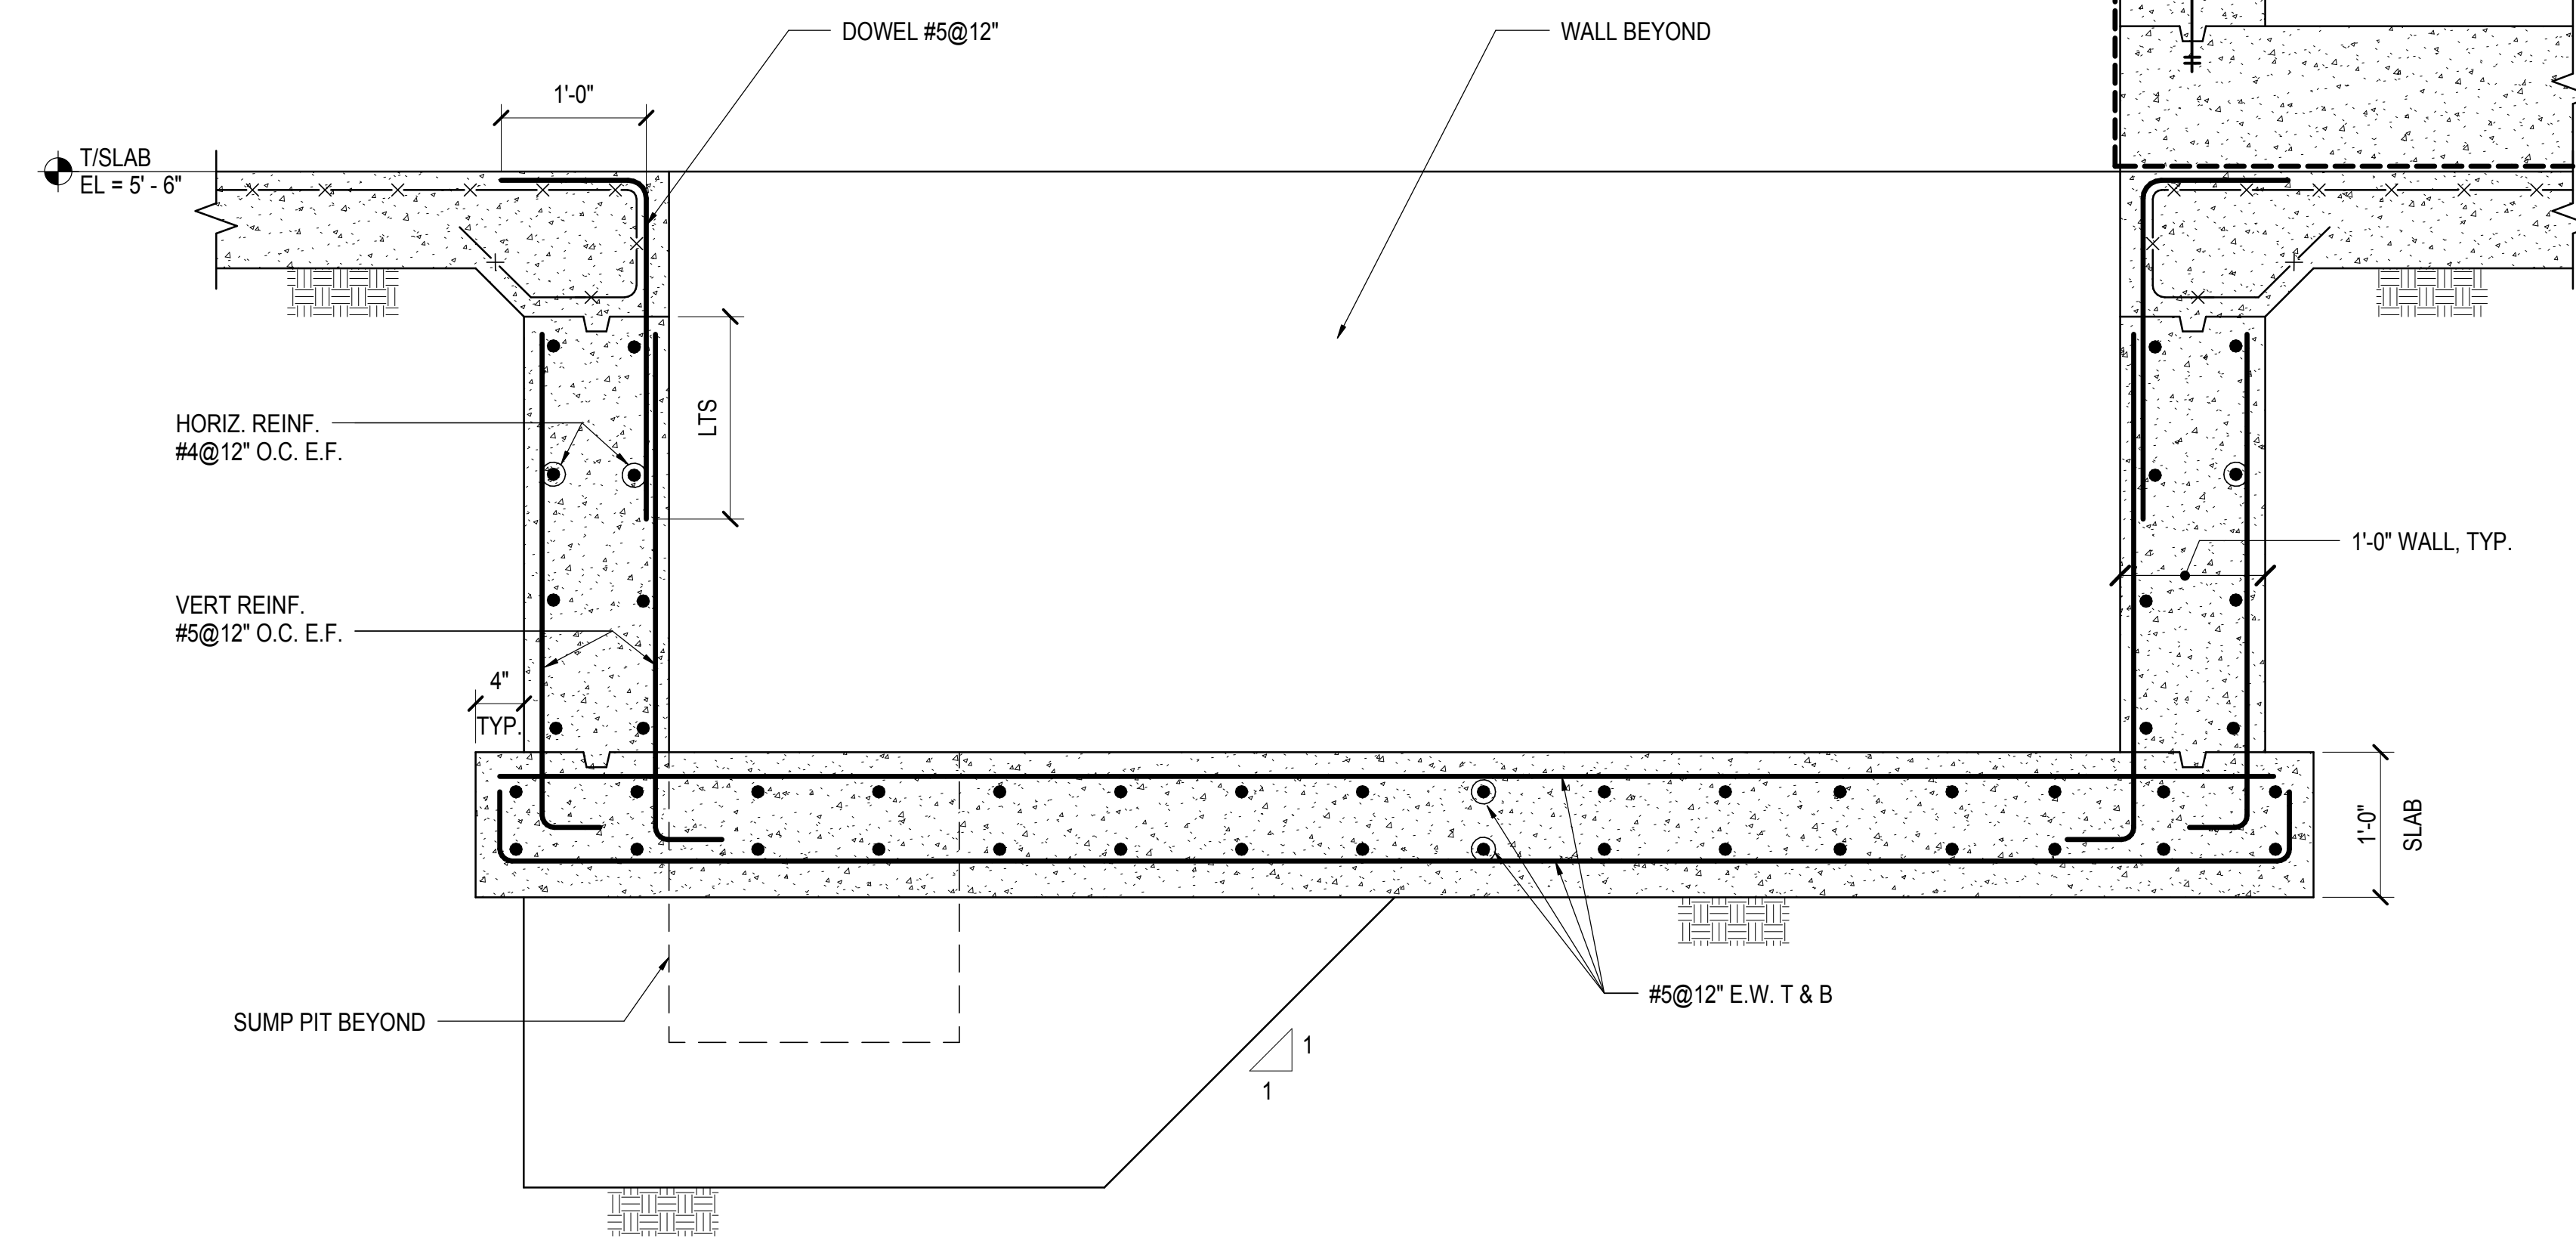 DOWEL #5@12"
WALL BEYOND
1'-0"
T/SLAB
EL = 5' - 6"
HORIZ. REINF.
#4@12" O.C. E.F.
LTS
1'-0" WALL, TYP.
VERT REINF.
#5@12" O.C. E.F.
4"
TYP.
1'-0"
SLAB
#5@12" E.W. T & B
SUMP PIT BEYOND
1
1